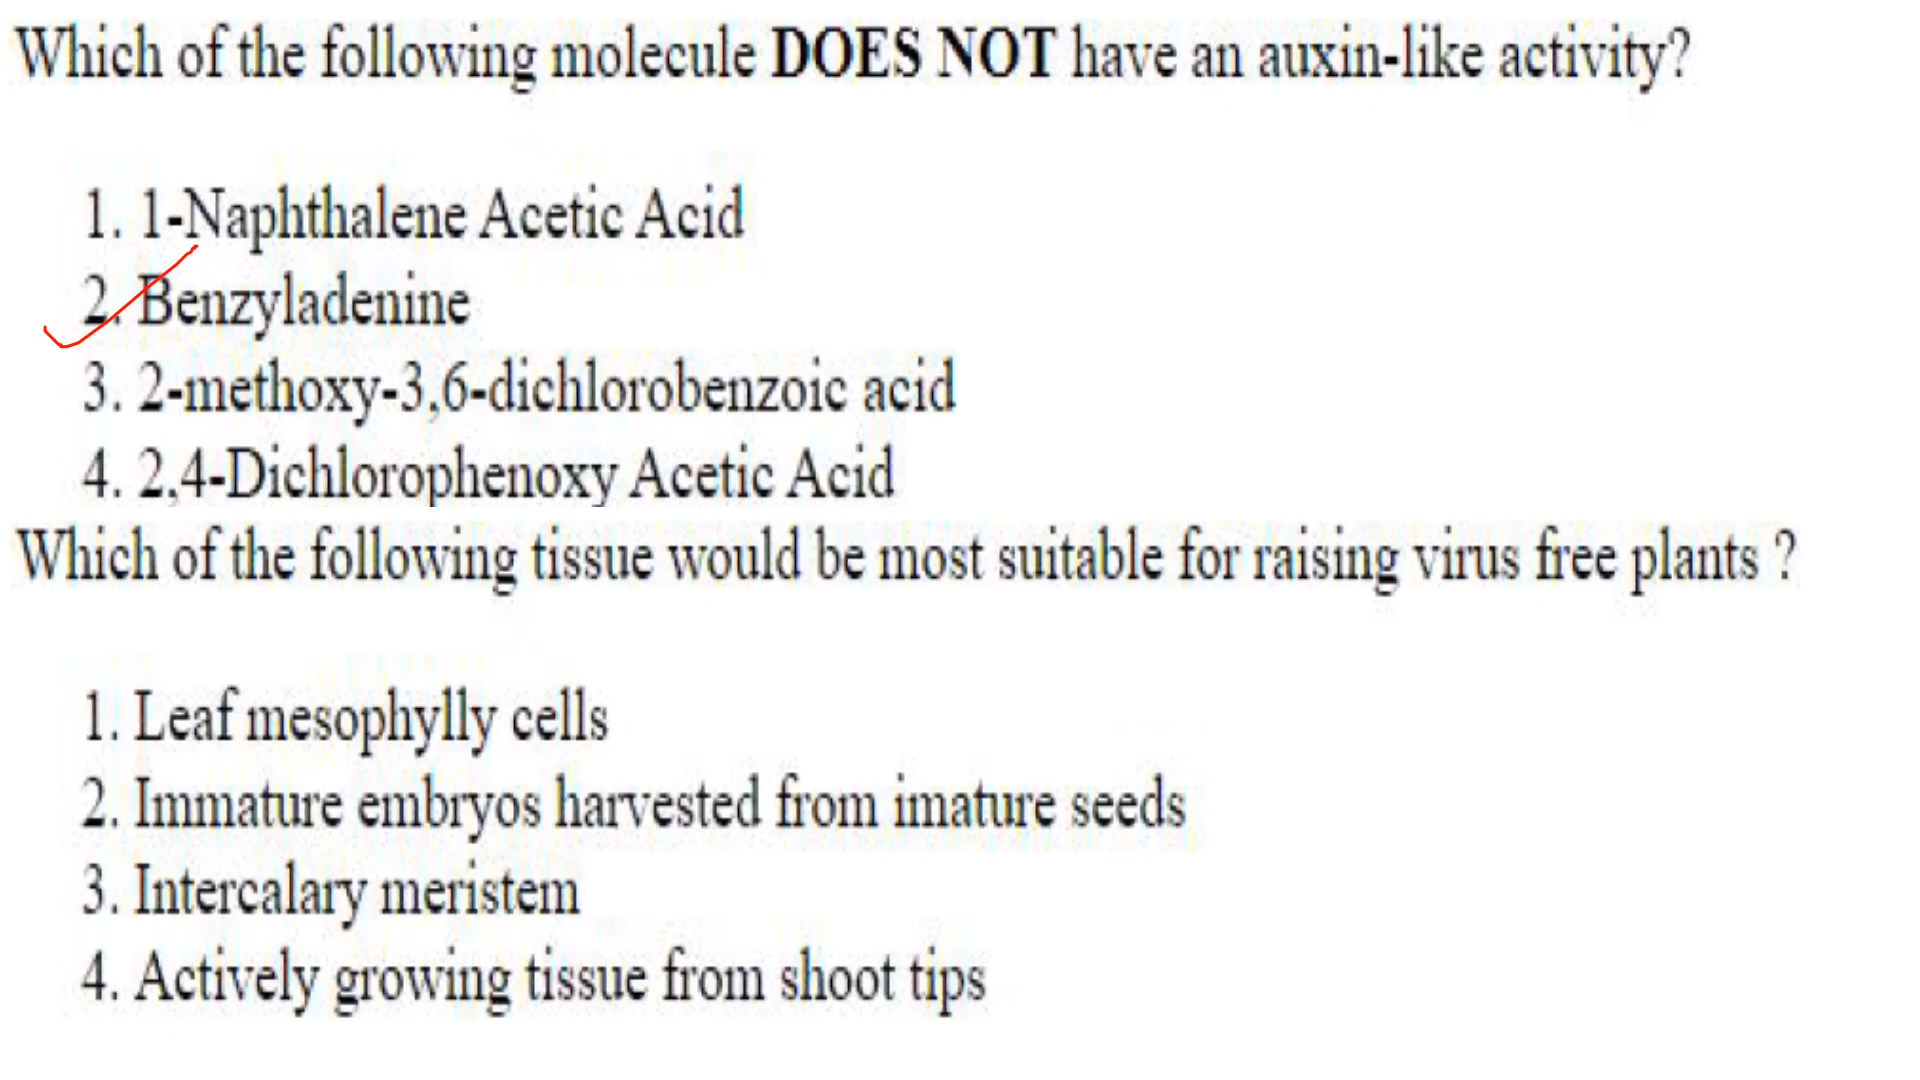 Which of the following molecule DOES NOT have an auxin-like activity?
1. 1-Naphthalene Acetic Acid
2. Benzyladenine
3. 2-methoxy-3,6-dichlorobenzoic acid
4. 2,4-Dichlorophenoxy Acetic Acid
Which of the following tissue would be most suitable for raising virus free plants ?
1. Leaf mesophylly cells
2. Immature embryos harvested from imature seeds
3. Intercalary meristem
4. Actively growing tissue from shoot tips